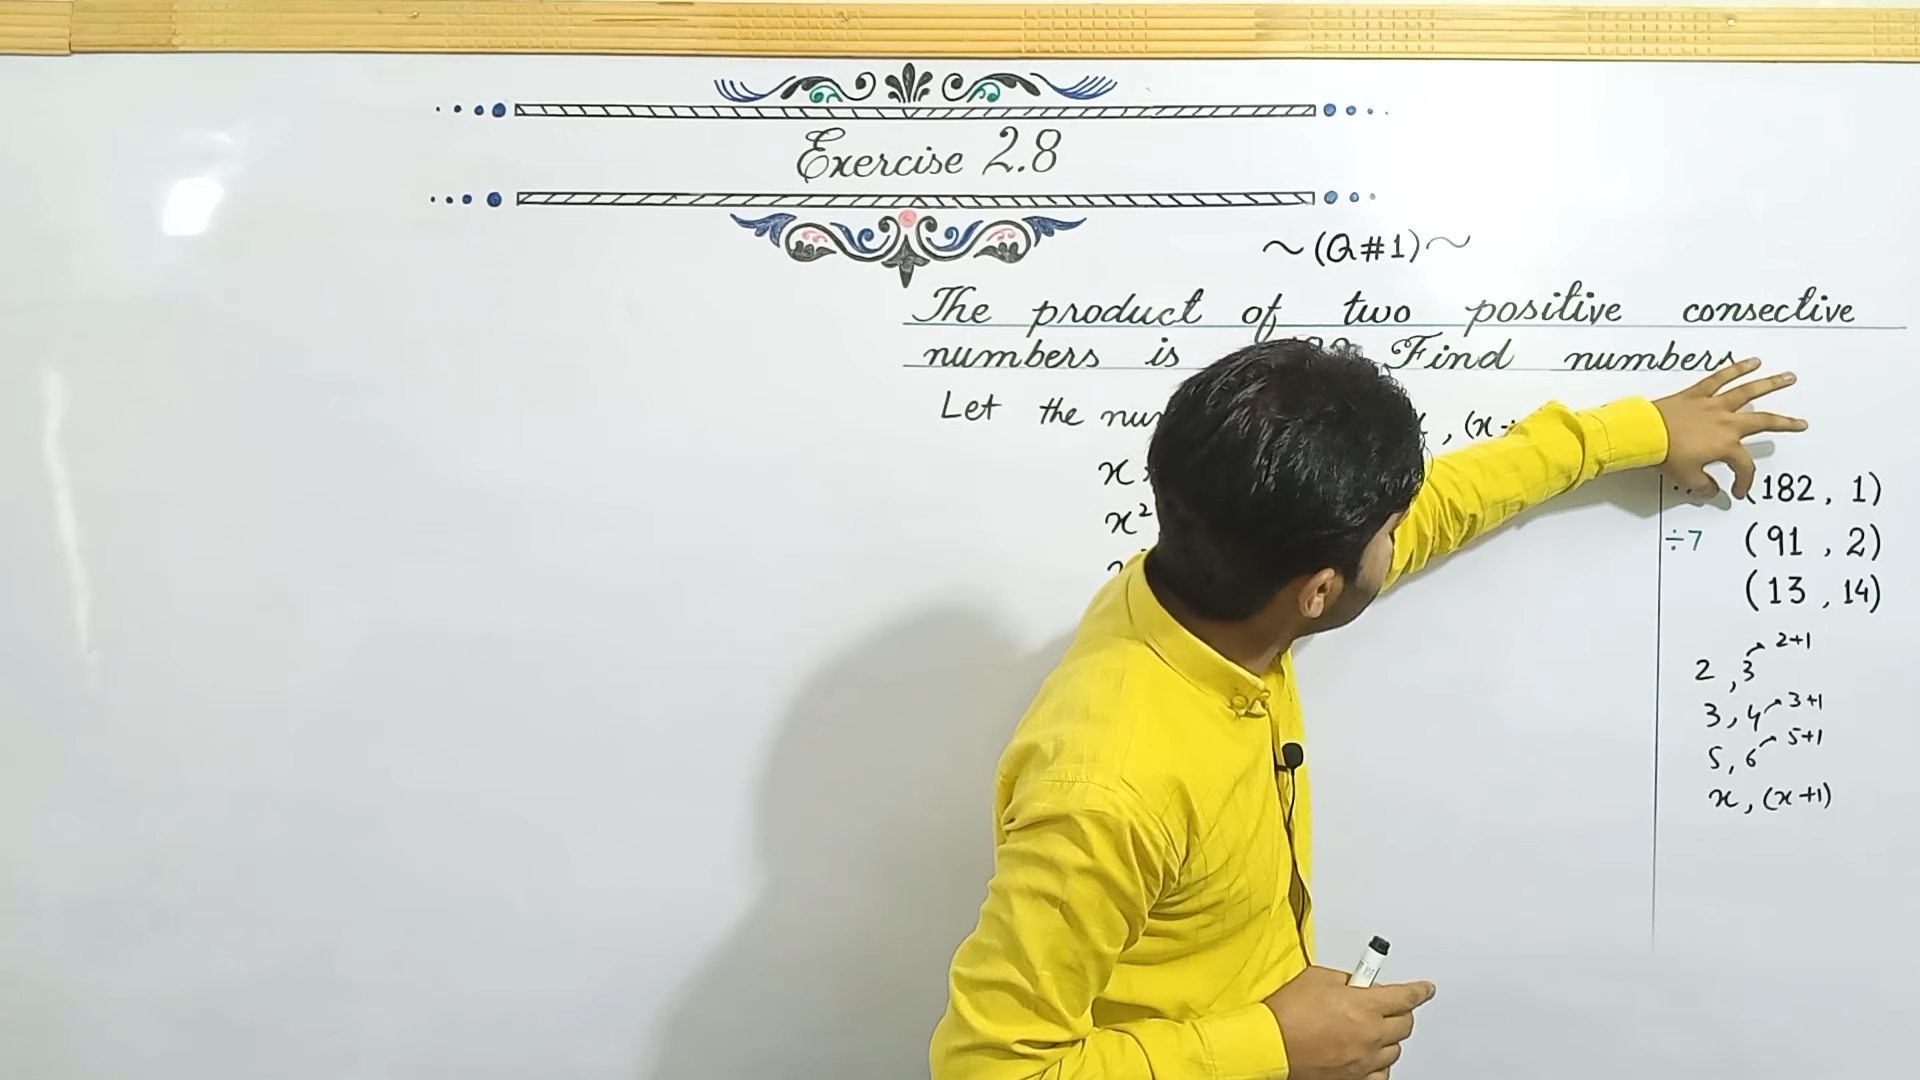 Exercise 2.8
~(Q#1)~
The product of two positive consective
numbers is Find numbers
Let the , (x
x
x²
(182, 1)
÷7 (91, 2)
(13, 14)
2, 3 2+1
3, 4 3+1
5, 6 5+1
x, (x+1)